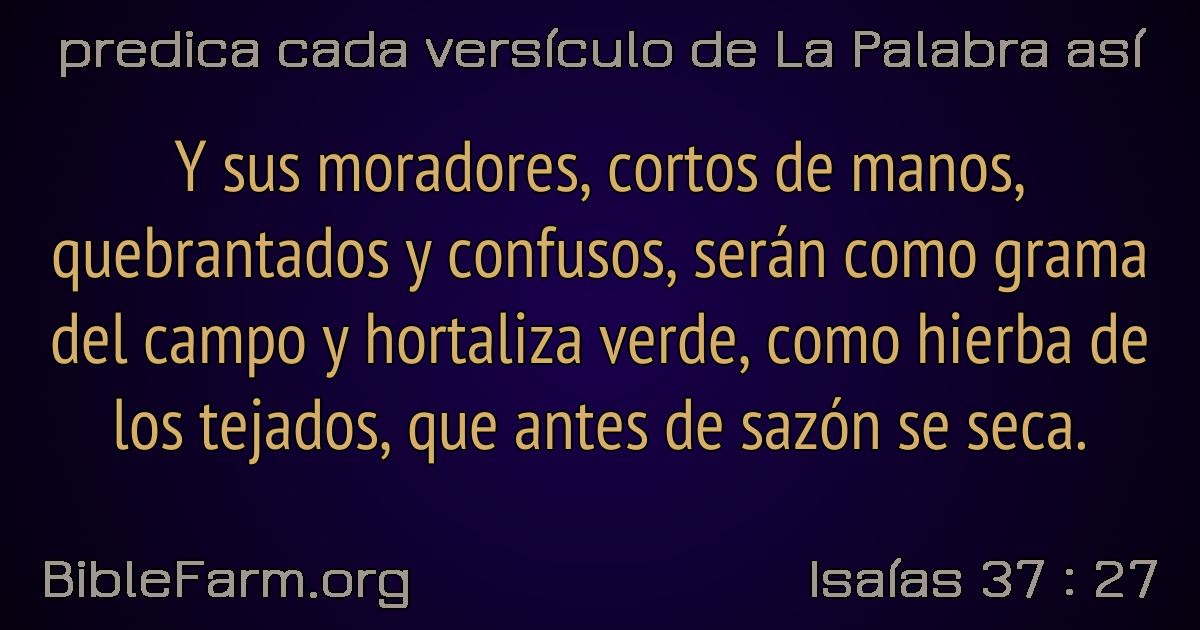 predica cada versículo de La Palabra así
Y sus moradores, cortos de manos,
quebrantados y confusos, serán como grama
del campo y hortaliza verde, como hierba de
los tejados, que antes de sazón se seca.
BibleFarm.org
Isaías 37 : 27